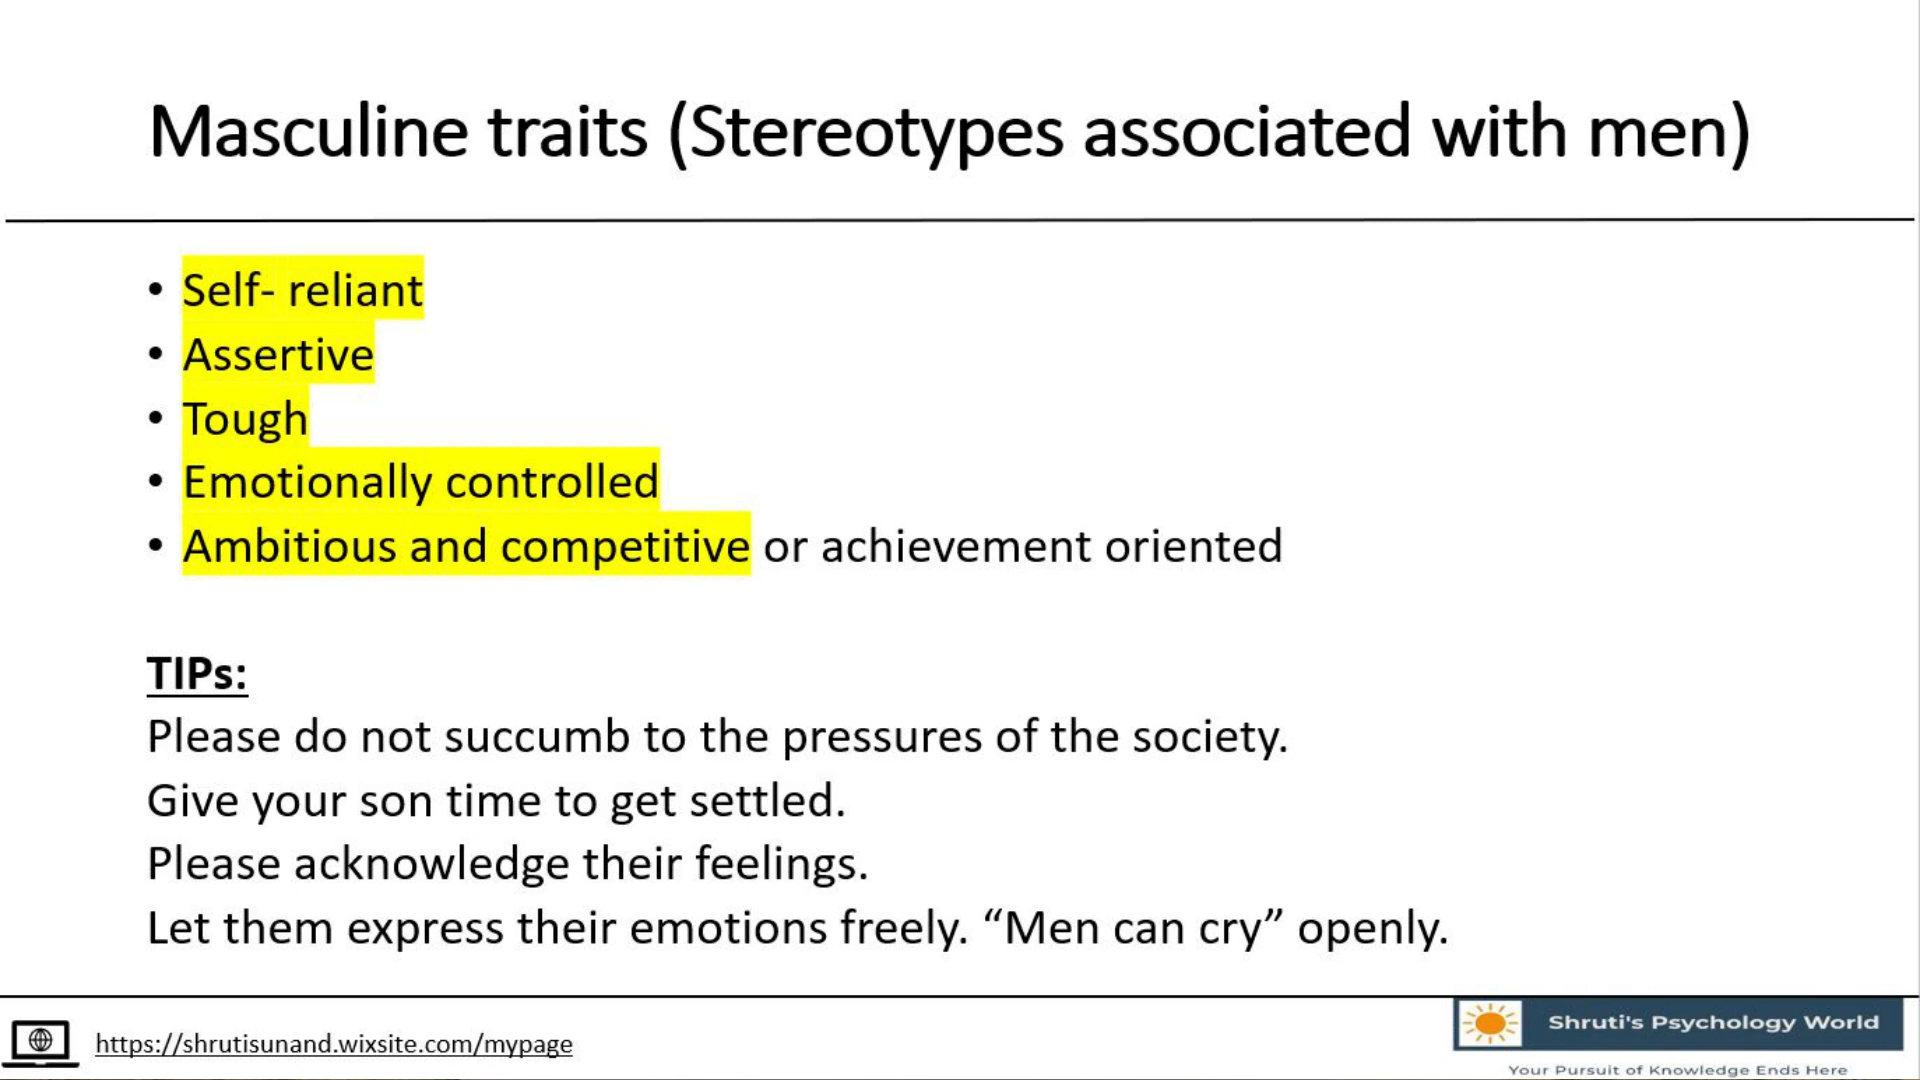 Masculine traits (Stereotypes associated with men)
• Self- reliant
• Assertive
• Tough
• Emotionally controlled
• Ambitious and competitive or achievement oriented
TIPs:
Please do not succumb to the pressures of the society.
Give your son time to get settled.
Please acknowledge their feelings.
Let them express their emotions freely. “Men can cry” openly.
https://shrutisunand.wixsite.com/mypage
Shruti's Psychology World
Your Pursuit of Knowledge Ends Here